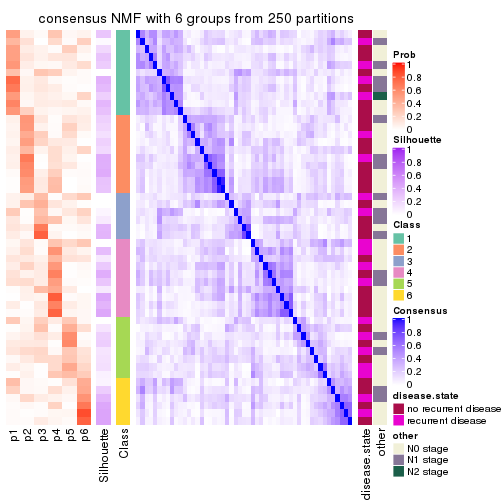 consensus NMF with 6 groups from 250 partitions
p1
p2
p3
p4
p5
p6
Silhouette
Class
disease.state
other
Prob
1
0.8
0.6
0.4
0.2
0
Silhouette
1
0.8
0.6
0.4
0.2
0
Class
1
2
3
4
5
6
Consensus
1
0.8
0.6
0.4
0.2
0
disease.state
no recurrent disease
recurrent disease
other
N0 stage
N1 stage
N2 stage